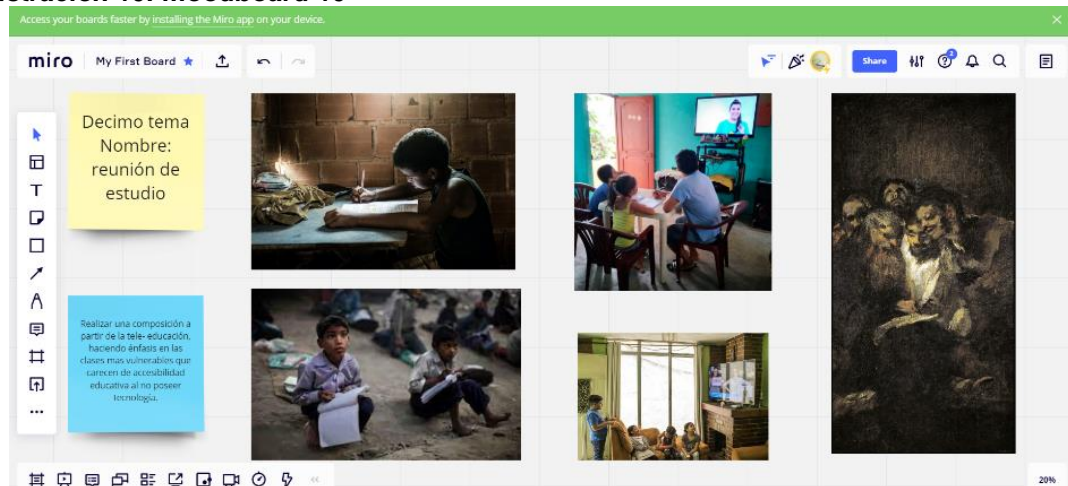 Access your boards faster by installing the Miro app on your device.
miro My First Board Share 2
Decimo tema
Nombre:
reunión de
estudio
Realizar una composición a
partir de la tele- educación,
haciendo énfasis en las
clases mas vulnerables que
carecen de accesibilidad
educativa al no poseer
tecnología.
20%